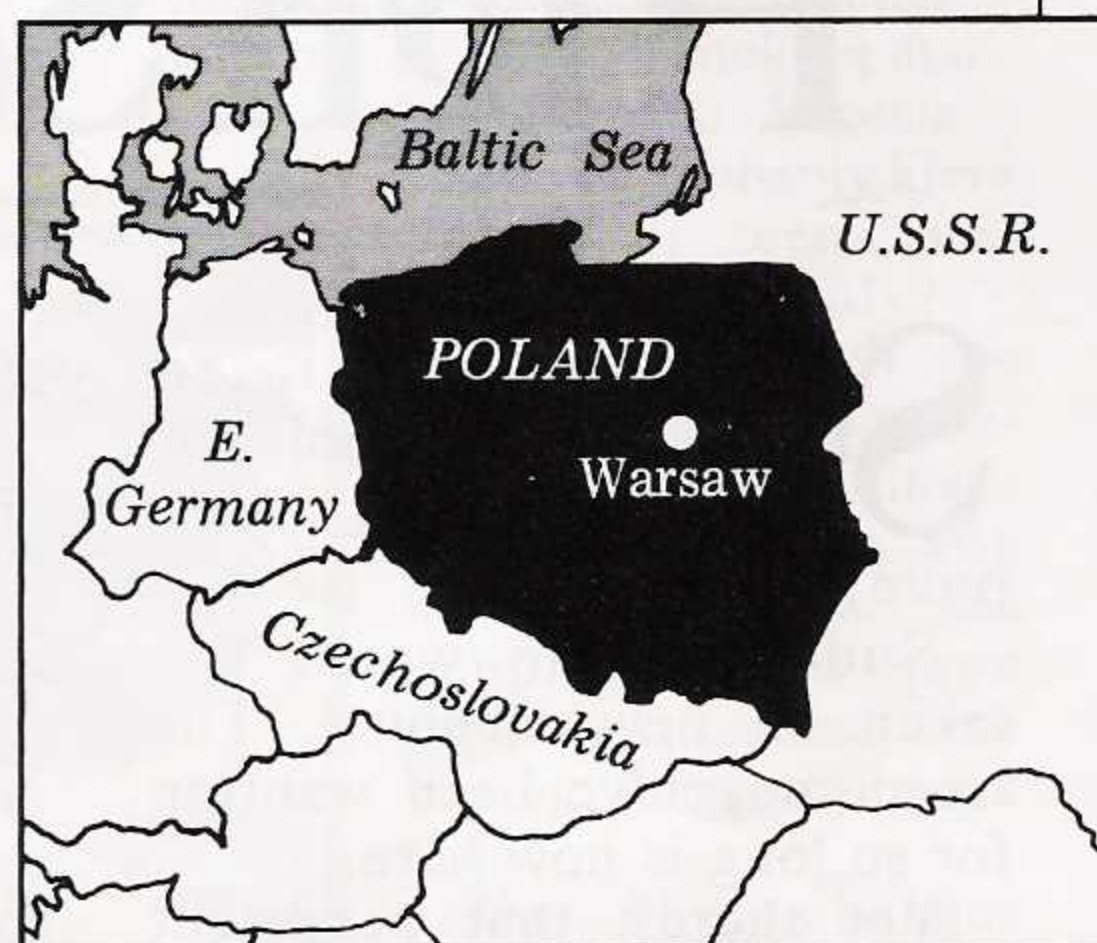 Baltic Sea
U.S.S.R.
POLAND
Warsaw
E.
Germany
Czechoslovakia